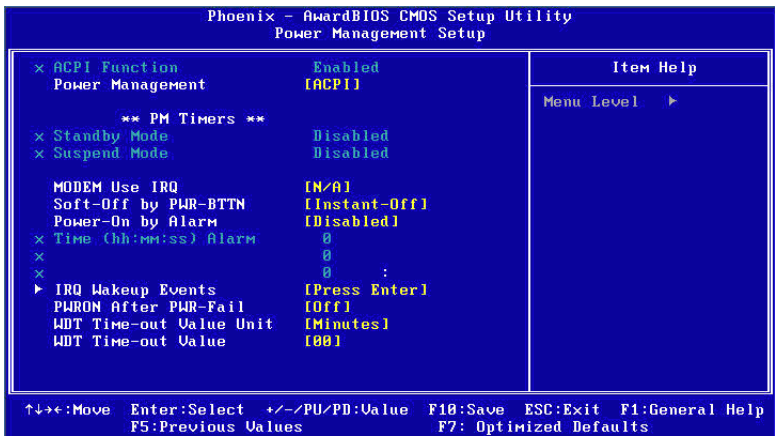 Phoenix - AwardBIOS CMOS Setup Utility
Power Management Setup
x ACPI Function Enabled
Power Management [ACPI]
** PM Timers **
x Standby Mode Disabled
x Suspend Mode Disabled
MODEM Use IRQ [N/A]
Soft-Off by PWR-BTTN [Instant-Off]
Power-On by Alarm [Disabled]
x Time (hh:mm:ss) Alarm 0
x 0
x 0 :
► IRQ Wakeup Events [Press Enter]
PWRON After PWR-Fail [Off]
WDT Time-out Value Unit [Minutes]
WDT Time-out Value [00]
Item Help
Menu Level ►
↑↓→←:Move Enter:Select +/-/PU/PD:Value F10:Save ESC:Exit F1:General Help
F5:Previous Values F7: Optimized Defaults